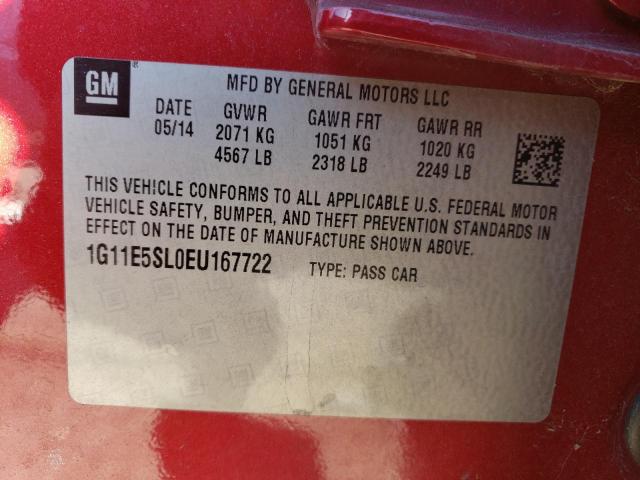 GM
MFD BY GENERAL MOTORS LLC
DATE GVWR GAWR FRT GAWR RR
05/14 2071 KG 1051 KG 1020 KG
4567 LB 2318 LB 2249 LB
THIS VEHICLE CONFORMS TO ALL APPLICABLE U.S. FEDERAL MOTOR
VEHICLE SAFETY, BUMPER, AND THEFT PREVENTION STANDARDS IN
EFFECT ON THE DATE OF MANUFACTURE SHOWN ABOVE.
1G11E5SL0EU167722 TYPE: PASS CAR